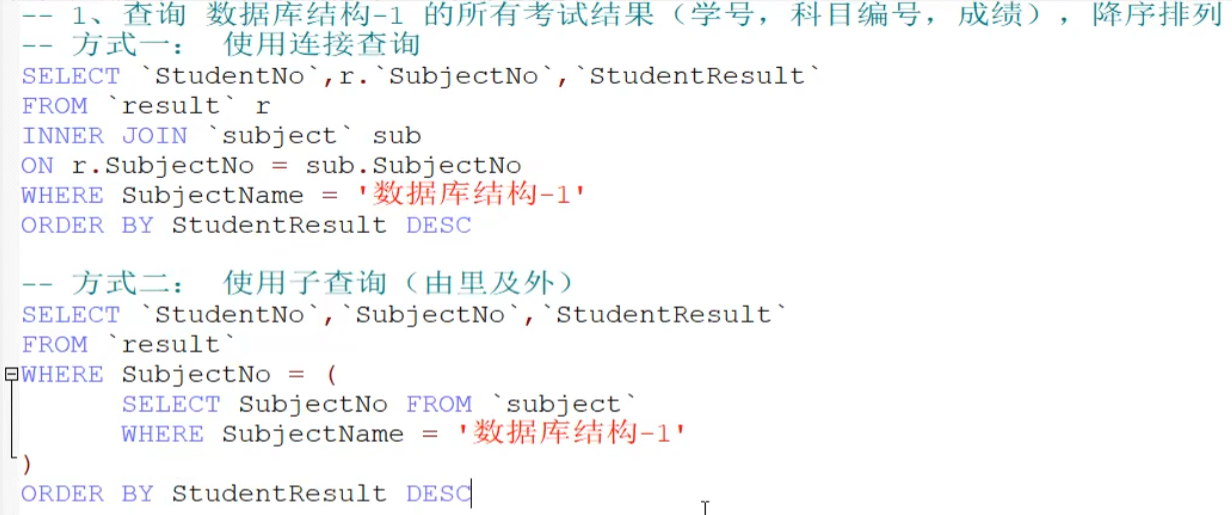 -- 1、查询 数据库结构-1 的所有考试结果（学号，科目编号，成绩），降序排列
-- 方式一： 使用连接查询
SELECT `StudentNo`,r.`SubjectNo`,`StudentResult`
FROM `result` r
INNER JOIN `subject` sub
ON r.SubjectNo = sub.SubjectNo
WHERE SubjectName = '数据库结构-1'
ORDER BY StudentResult DESC
-- 方式二： 使用子查询（由里及外）
SELECT `StudentNo`,`SubjectNo`,`StudentResult`
FROM `result`
WHERE SubjectNo = (
SELECT SubjectNo FROM `subject`
WHERE SubjectName = '数据库结构-1'
)
ORDER BY StudentResult DESC